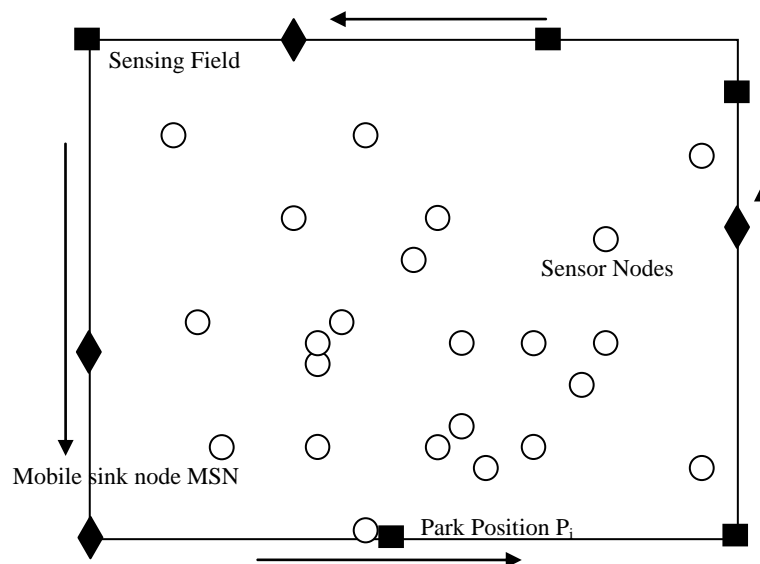 Sensing Field
Sensor Nodes
Mobile sink node MSN
Park Position Pi